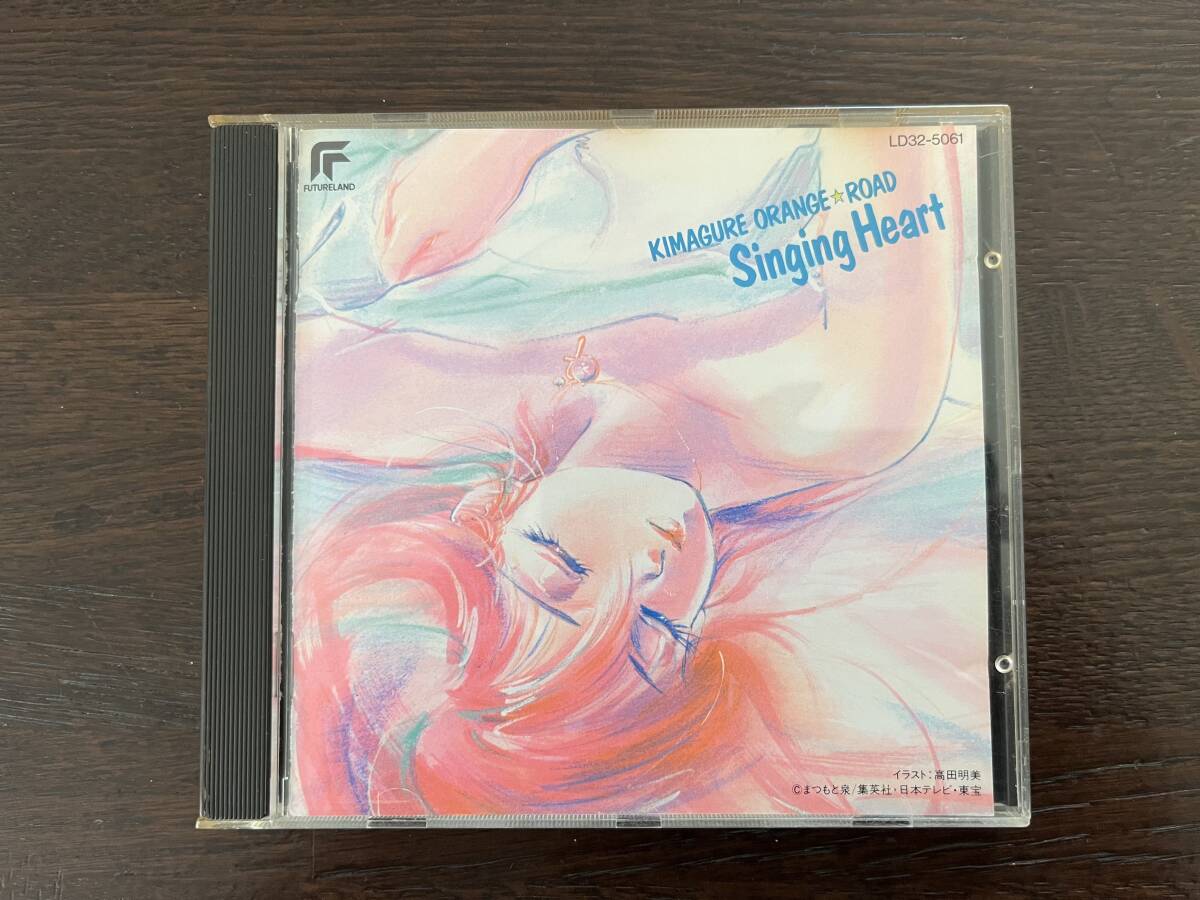 FUTURELAND
LD32-5061
KIMAGURE ORANGE☆ROAD
Singing Heart
イラスト:高田明美
©まつもと泉/集英社・日本テレビ・東宝